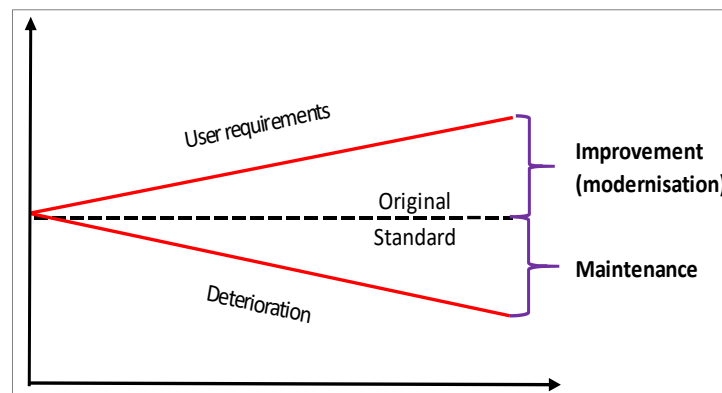 User requirements
Improvement
(modernisation)
Original
Standard
Maintenance
Deterioration